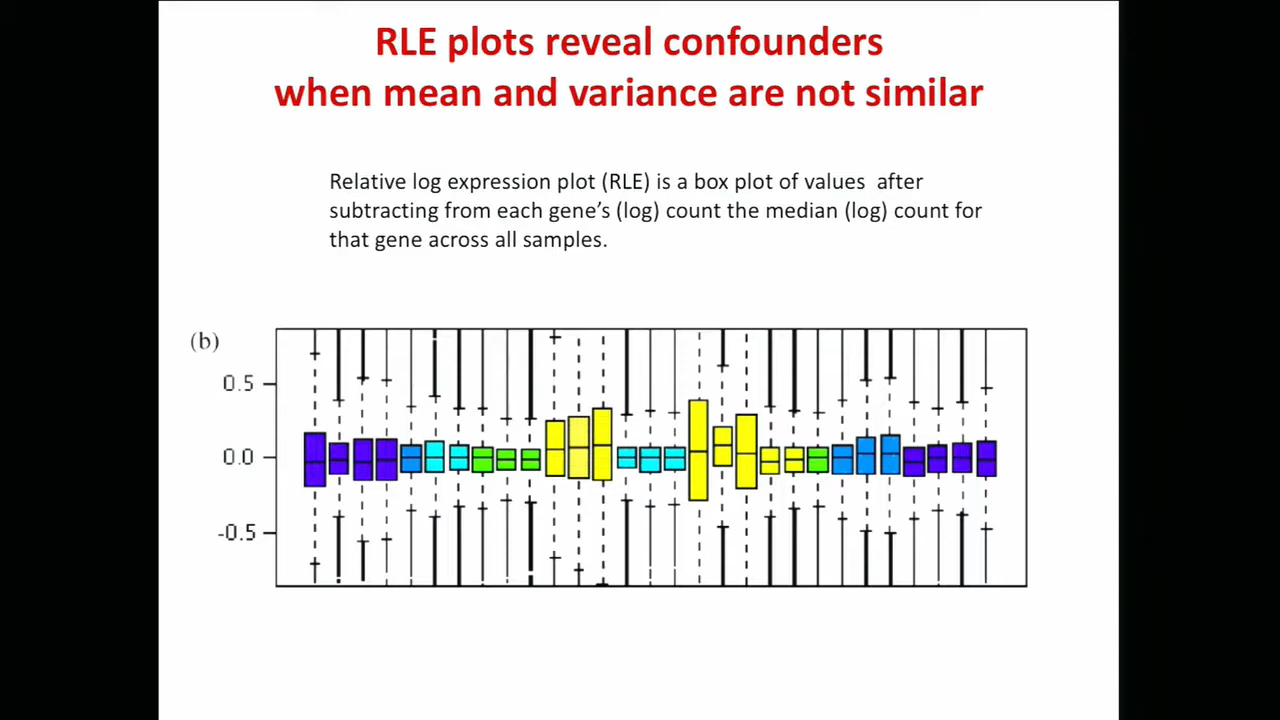 RLE plots reveal confounders
when mean and variance are not similar
Relative log expression plot (RLE) is a box plot of values  after
subtracting from each gene’s (log) count the median (log) count for
that gene across all samples.
(b)
0.5
0.0
-0.5